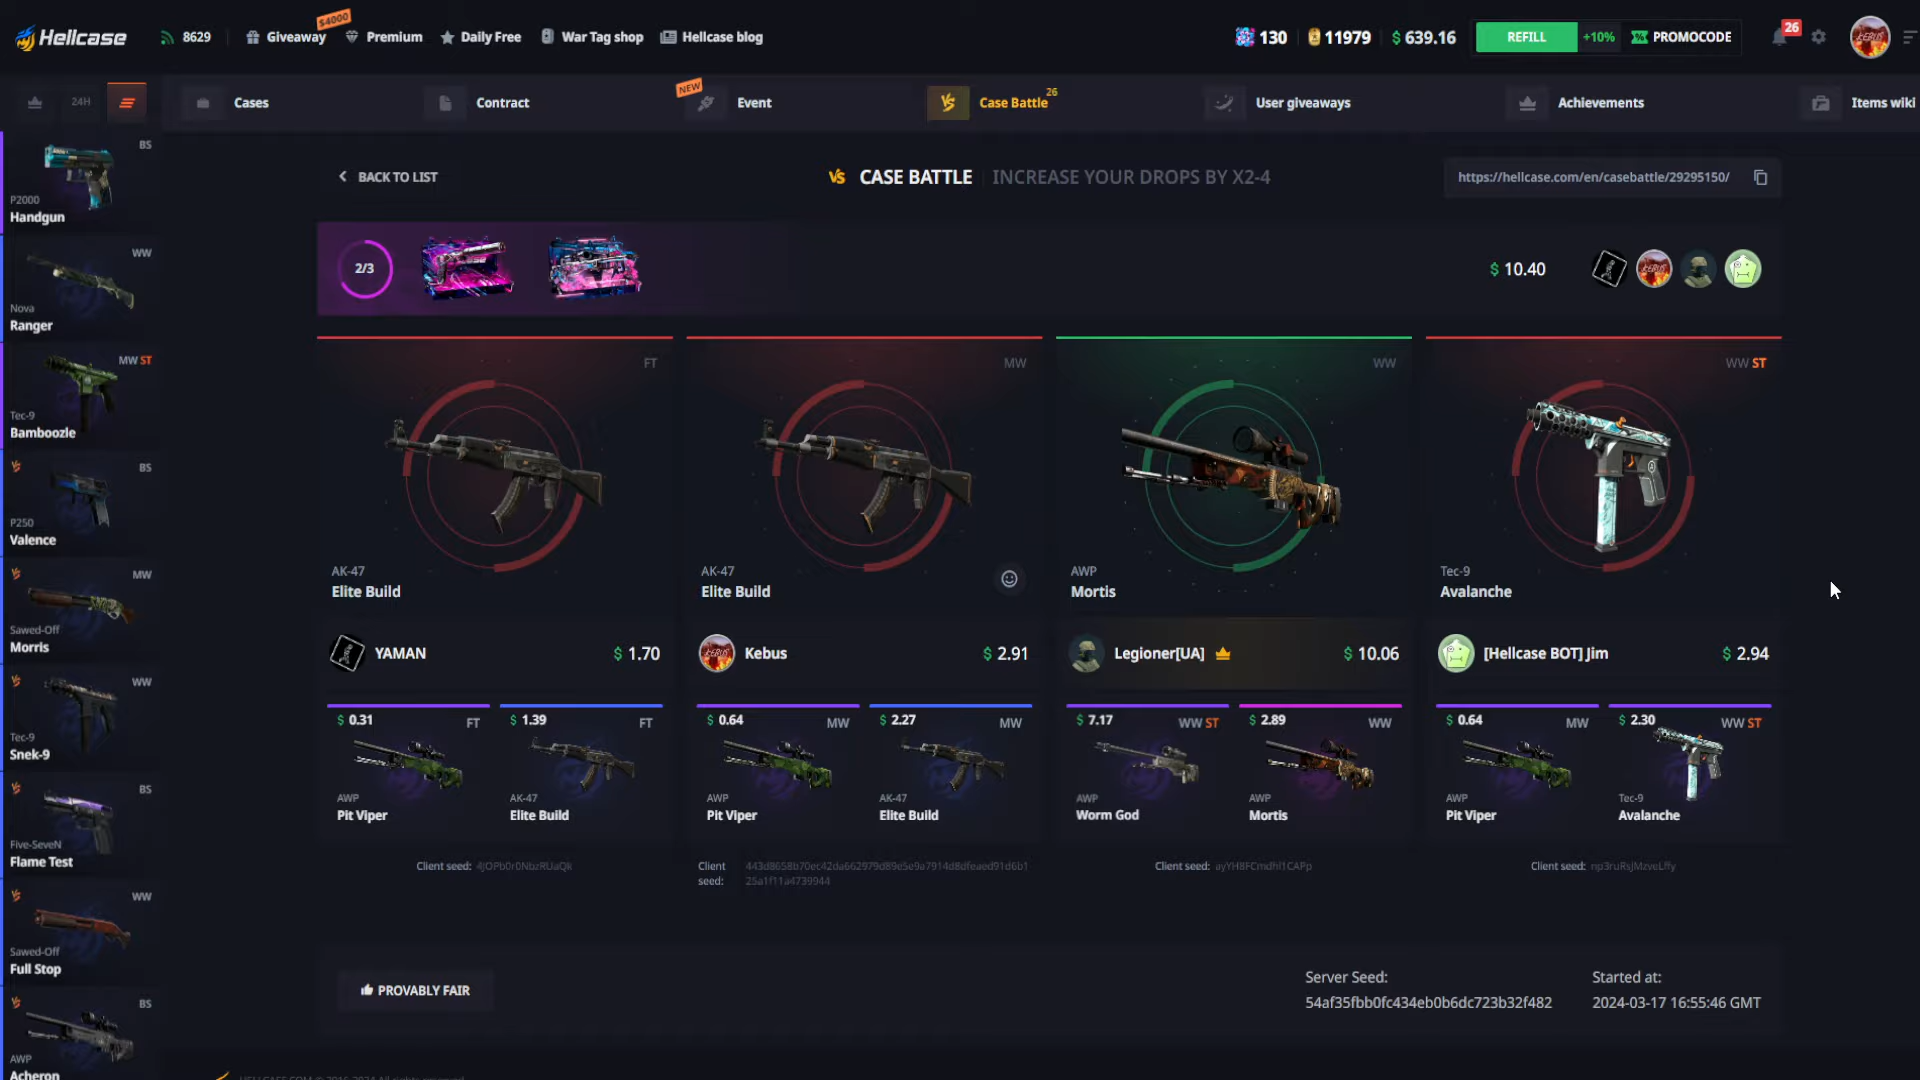 Hellcase
8629
$4000
Giveaway
Premium
Daily Free
War Tag shop
Hellcase blog
130
11979
$ 639.16
REFILL
+10%
PROMOCODE
26
24H
Cases
Contract
NEW
Event
Case Battle
26
User giveaways
Achievements
Items wiki
BS
P2000
Handgun
WW
Nova
Ranger
MW ST
Tec-9
Bamboozle
BS
P250
Valence
MW
Sawed-Off
Morris
WW
Tec-9
Snek-9
BS
Five-SeveN
Flame Test
WW
Sawed-Off
Full Stop
BS
AWP
Acheron
BACK TO LIST
VS CASE BATTLE
INCREASE YOUR DROPS BY X2-4
https://hellcase.com/en/casebattle/29295150/
2/3
$ 10.40
FT
AK-47
Elite Build
YAMAN
$ 1.70
$ 0.31
FT
AWP
Pit Viper
$ 1.39
FT
AK-47
Elite Build
Client seed: 4JOPb0r0NbzRUaQk
MW
AK-47
Elite Build
Kebus
$ 2.91
$ 0.64
MW
AWP
Pit Viper
$ 2.27
MW
AK-47
Elite Build
Client seed:
443d8658b70ec42da662979d89e5e9a7914d8dfeaed91d6b1
25a1f11a4739944
WW
AWP
Mortis
Legioner[UA]
$ 10.06
$ 7.17
WW ST
AWP
Worm God
$ 2.89
WW
AWP
Mortis
Client seed: ayYH8FCmdhl1CAPp
WW ST
Tec-9
Avalanche
[Hellcase BOT] Jim
$ 2.94
$ 0.64
MW
AWP
Pit Viper
$ 2.30
WW ST
Tec-9
Avalanche
Client seed: np3ruRsJMzveLffy
PROVABLY FAIR
Server Seed:
54af35fbb0fc434eb0b6dc723b32f482
Started at:
2024-03-17 16:55:46 GMT